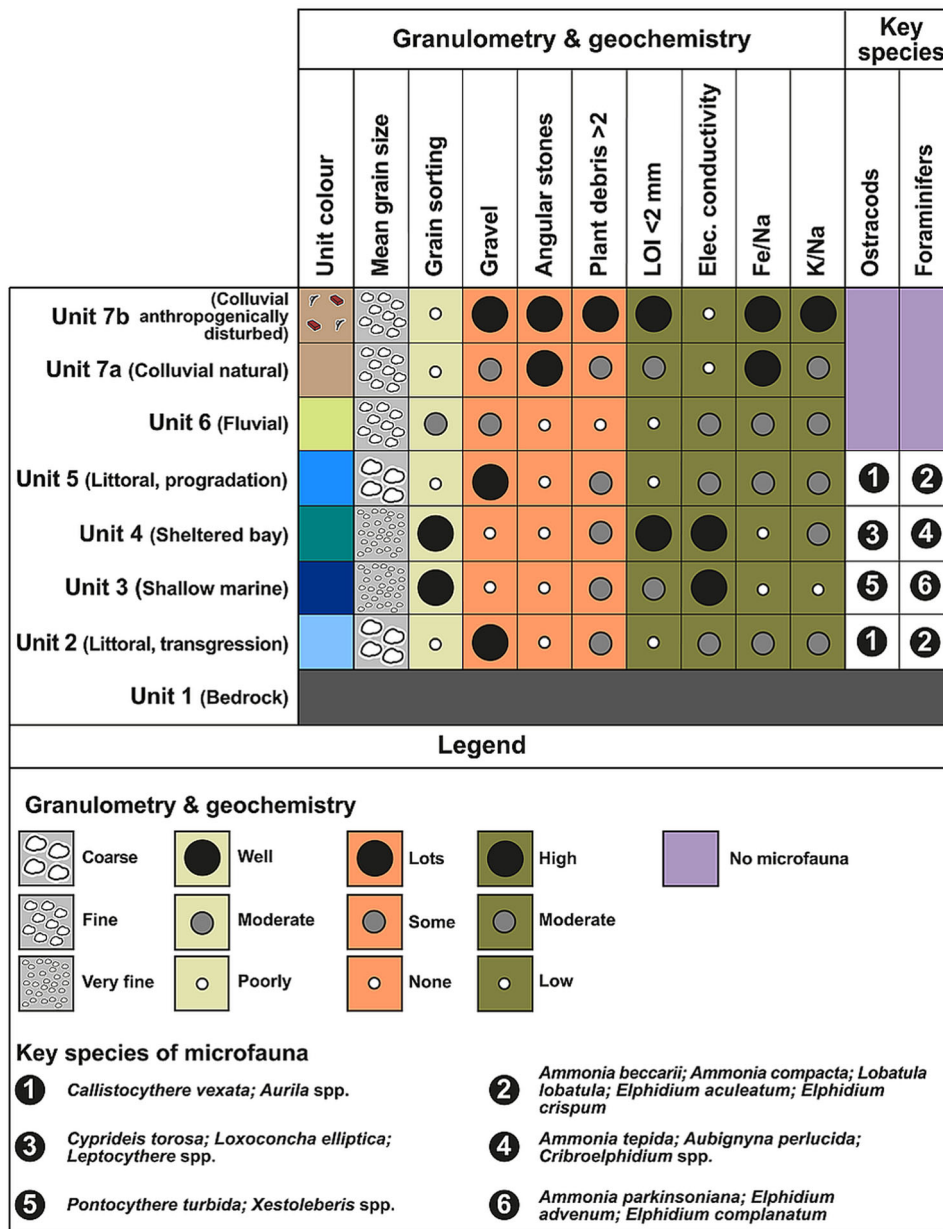 Granulometry & geochemistry
Key
species
Unit colour
Mean grain size
Grain sorting
Gravel
Angular stones
Plant debris >2
LOI <2 mm
Elec. conductivity
Fe/Na
K/Na
Ostracods
Foraminifers
Unit 7b (Colluvial
anthropogenically
disturbed)
Unit 7a (Colluvial natural)
Unit 6 (Fluvial)
Unit 5 (Littoral, progradation)
1 2
Unit 4 (Sheltered bay)
3 4
Unit 3 (Shallow marine)
5 6
Unit 2 (Littoral, transgression)
1 2
Unit 1 (Bedrock)
Legend
Granulometry & geochemistry
Coarse Well Lots High No microfauna
Fine Moderate Some Moderate
Very fine Poorly None Low
Key species of microfauna
1 Callistocythere vexata; Aurila spp.
2 Ammonia beccarii; Ammonia compacta; Lobatula
lobatula; Elphidium aculeatum; Elphidium
crispum
3 Cyprideis torosa; Loxoconcha elliptica;
Leptocythere spp.
4 Ammonia tepida; Aubignyna perlucida;
Cribroelphidium spp.
5 Pontocythere turbida; Xestoleberis spp.
6 Ammonia parkinsoniana; Elphidium
advenum; Elphidium complanatum